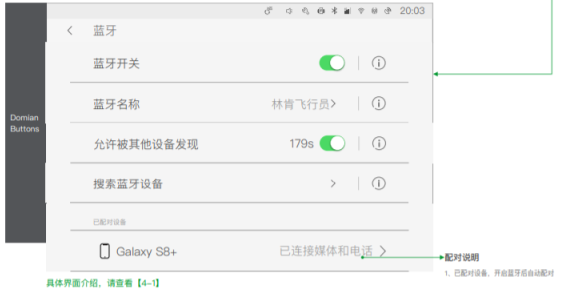 20:03
蓝牙
蓝牙开关
蓝牙名称 林肯飞行员
Domian
Buttons
允许被其他设备发现 179s
搜索蓝牙设备
已配对设备
Galaxy S8+ 已连接媒体和电话
配对说明
1、已配对设备，开启蓝牙后自动配对
具体界面介绍，请查看【4-1】